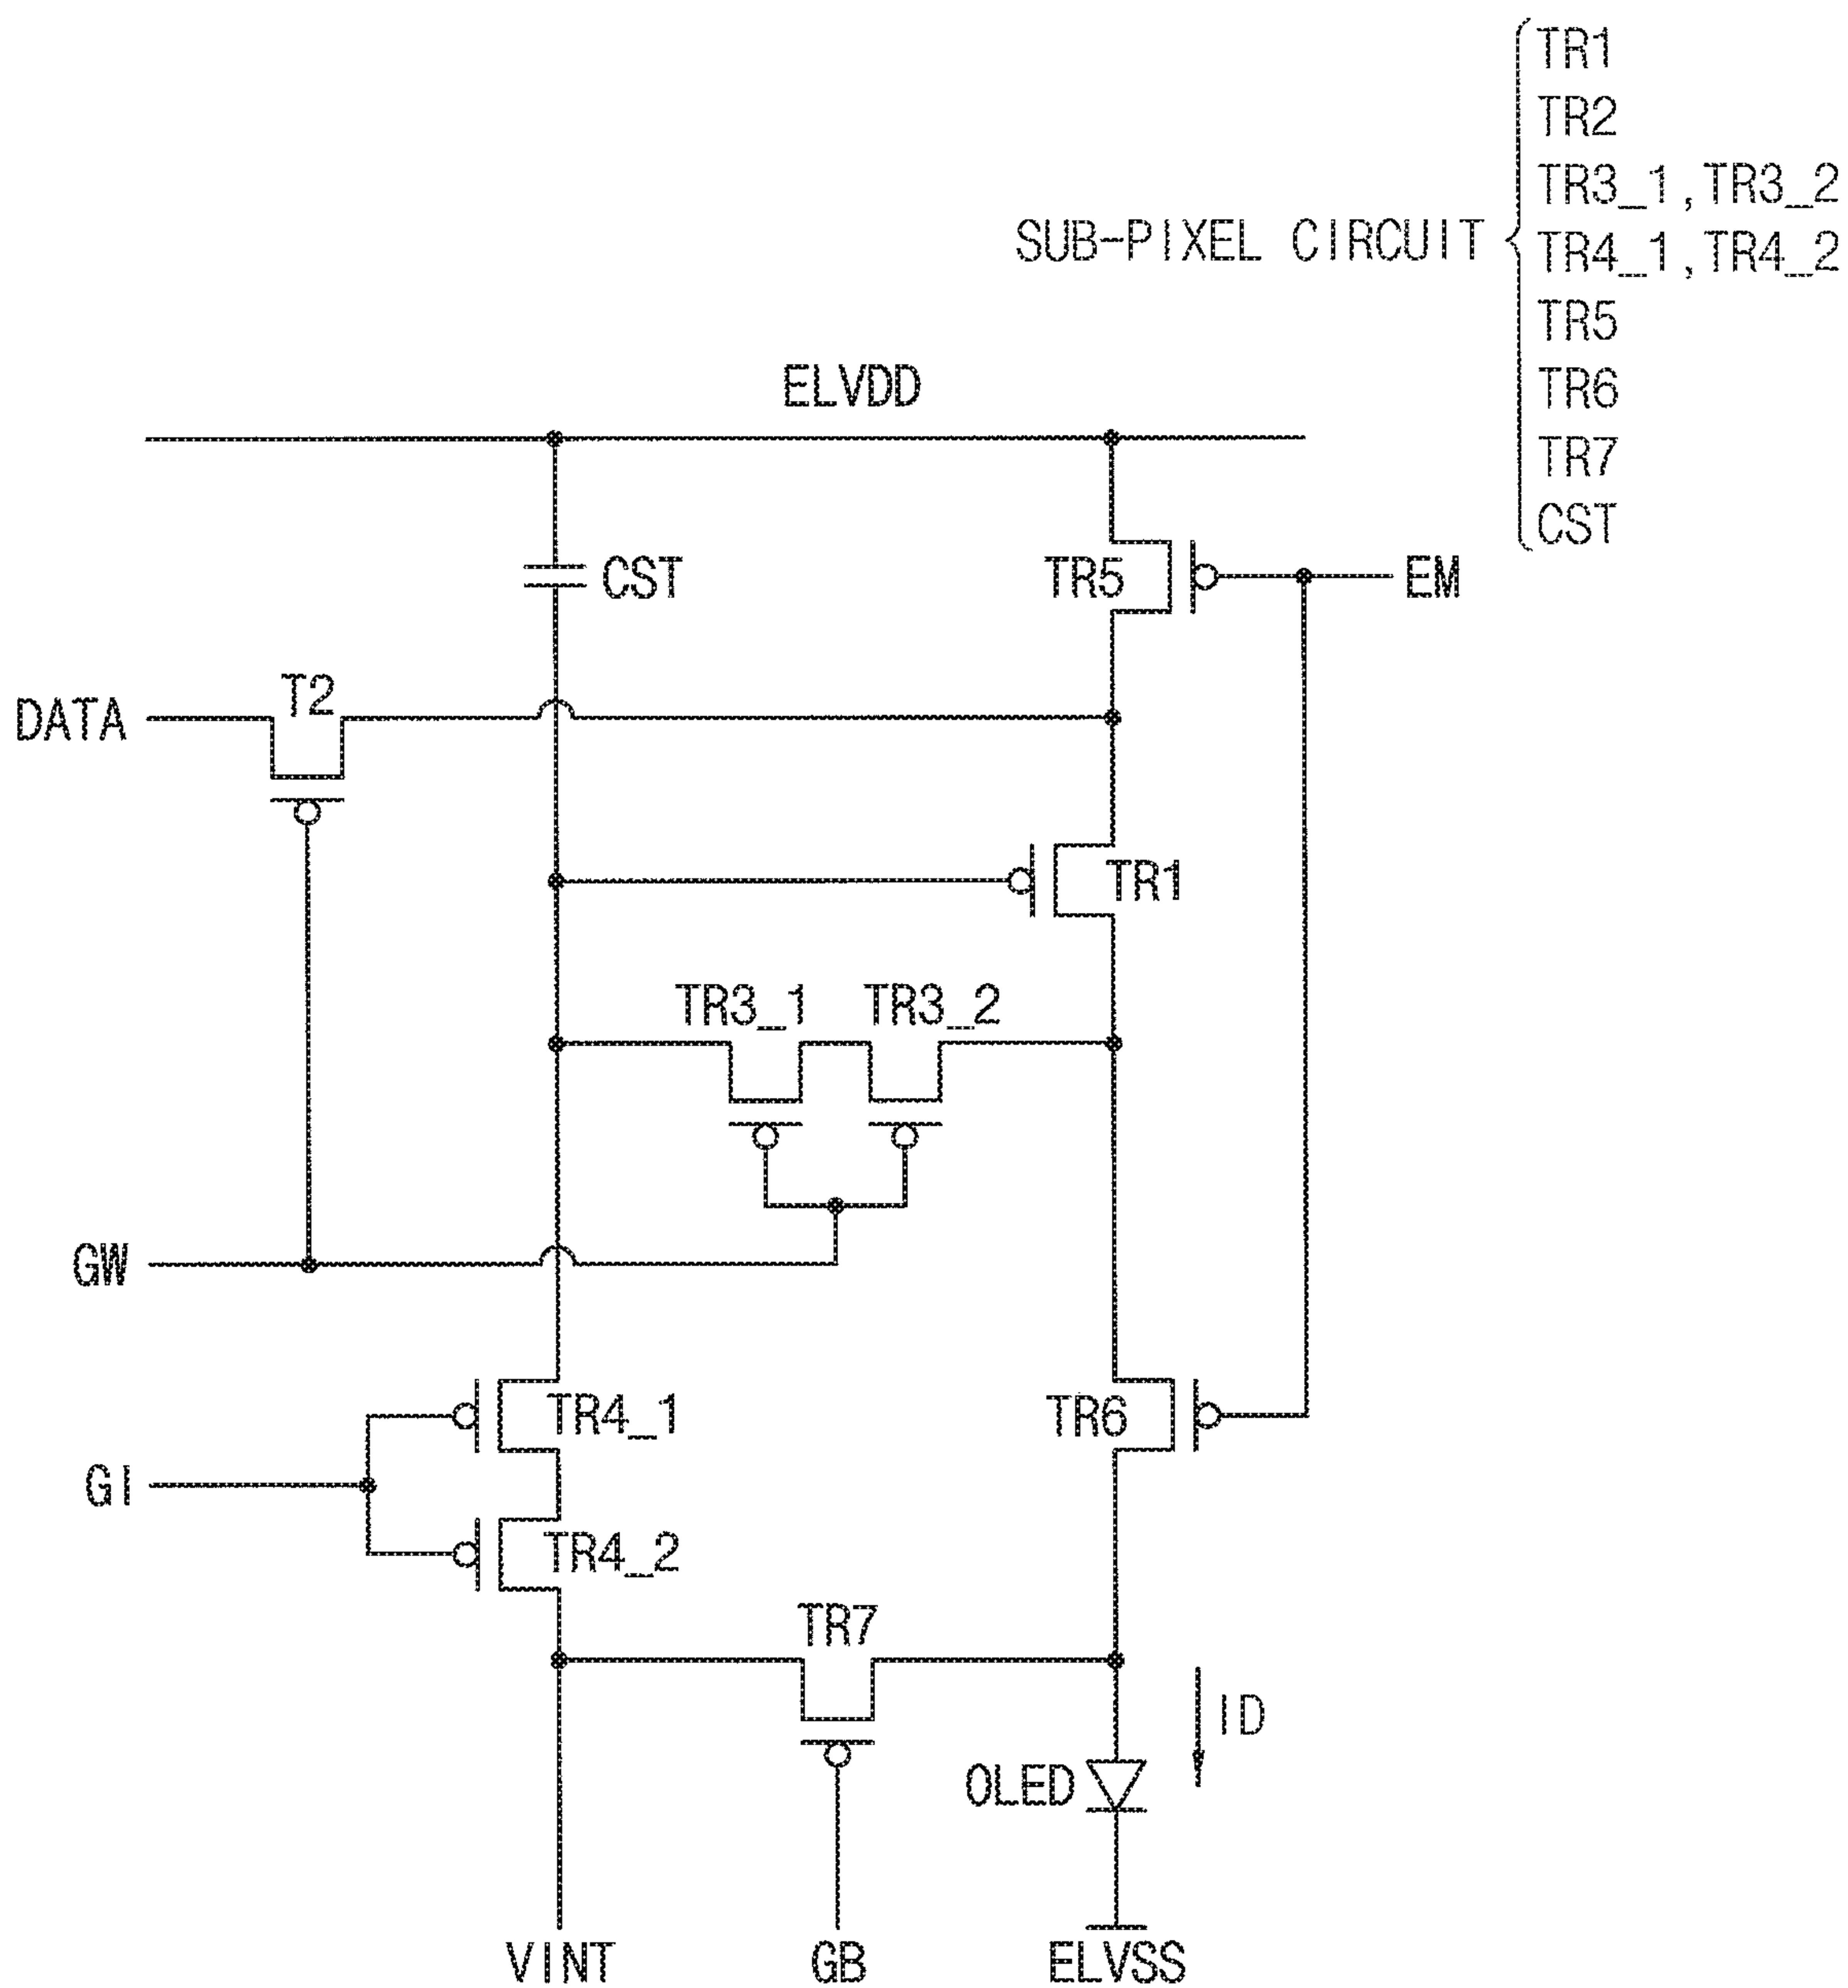 TR1
TR2
TR3_1,TR3_2
SUB-PIXEL CIRCUIT
TR4_1,TR4_2
TR5
TR6
TR7
CST
ELVDD
CST
TR5
EM
T2
DATA
TR1
TR3_1
TR3_2
GW
TR4_1
TR6
GI
TR4_2
TR7
ID
OLED
VINT
GB
ELVSS